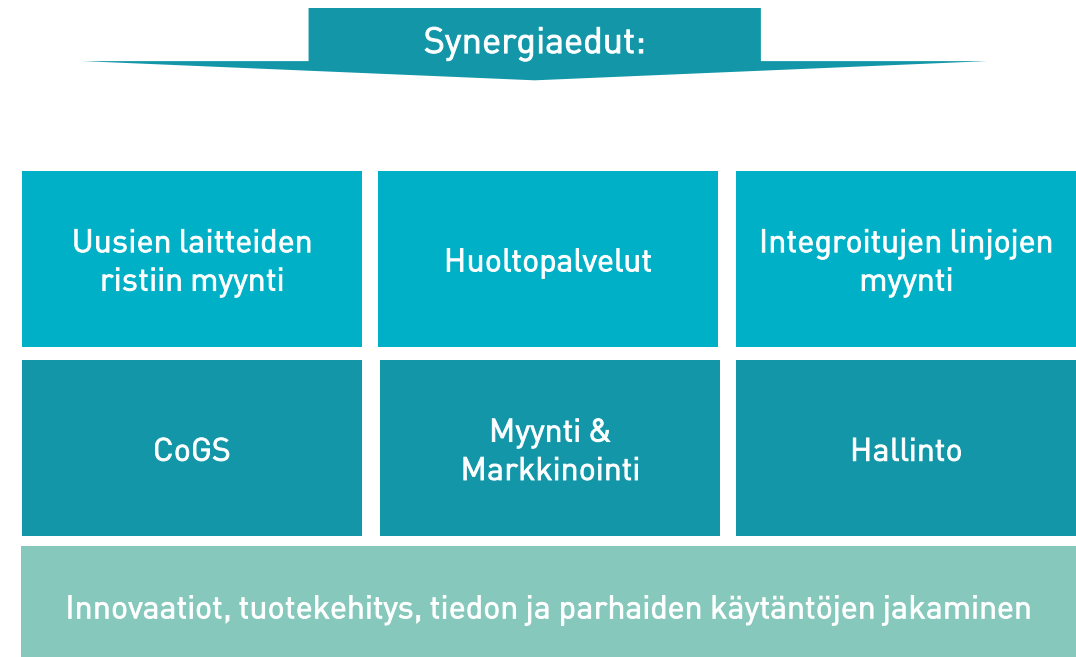 Synergiaedut:
Uusien laitteiden
ristiin myynti
Huoltopalvelut
Integroitujen linjojen
myynti
CoGS
Myynti &
Markkinointi
Hallinto
Innovaatiot, tuotekehitys, tiedon ja parhaiden käytäntöjen jakaminen